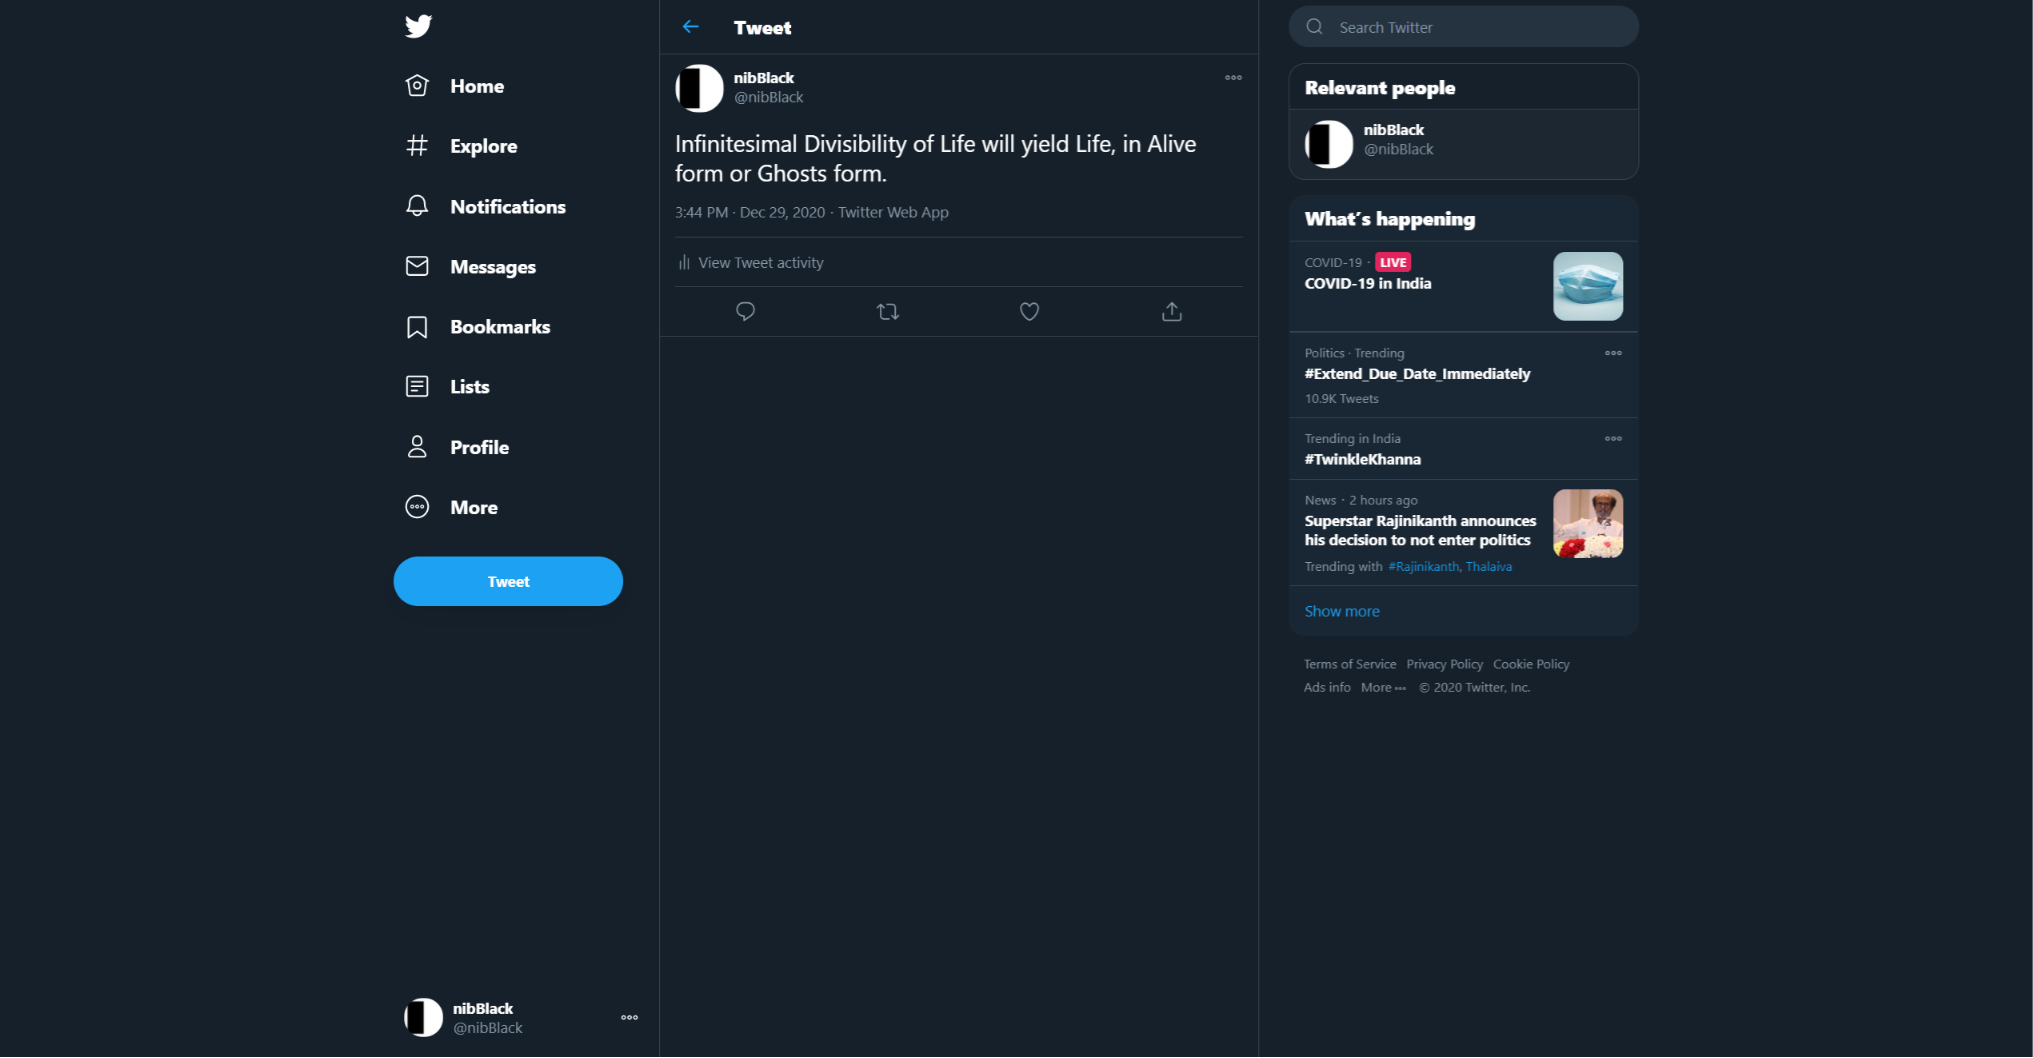 Home
Explore
Notifications
Messages
Bookmarks
Lists
Profile
More
Tweet
nibBlack
@nibBlack
Tweet
nibBlack
@nibBlack
Infinitesimal Divisibility of Life will yield Life, in Alive
form or Ghosts form.
3:44 PM · Dec 29, 2020 · Twitter Web App
View Tweet activity
Search Twitter
Relevant people
nibBlack
@nibBlack
What's happening
COVID-19 · LIVE
COVID-19 in India
Politics · Trending
#Extend_Due_Date_Immediately
10.9K Tweets
Trending in India
#TwinkleKhanna
News · 2 hours ago
Superstar Rajinikanth announces
his decision to not enter politics
Trending with #Rajinikanth, Thalaiva
Show more
Terms of Service Privacy Policy Cookie Policy
Ads info More © 2020 Twitter, Inc.